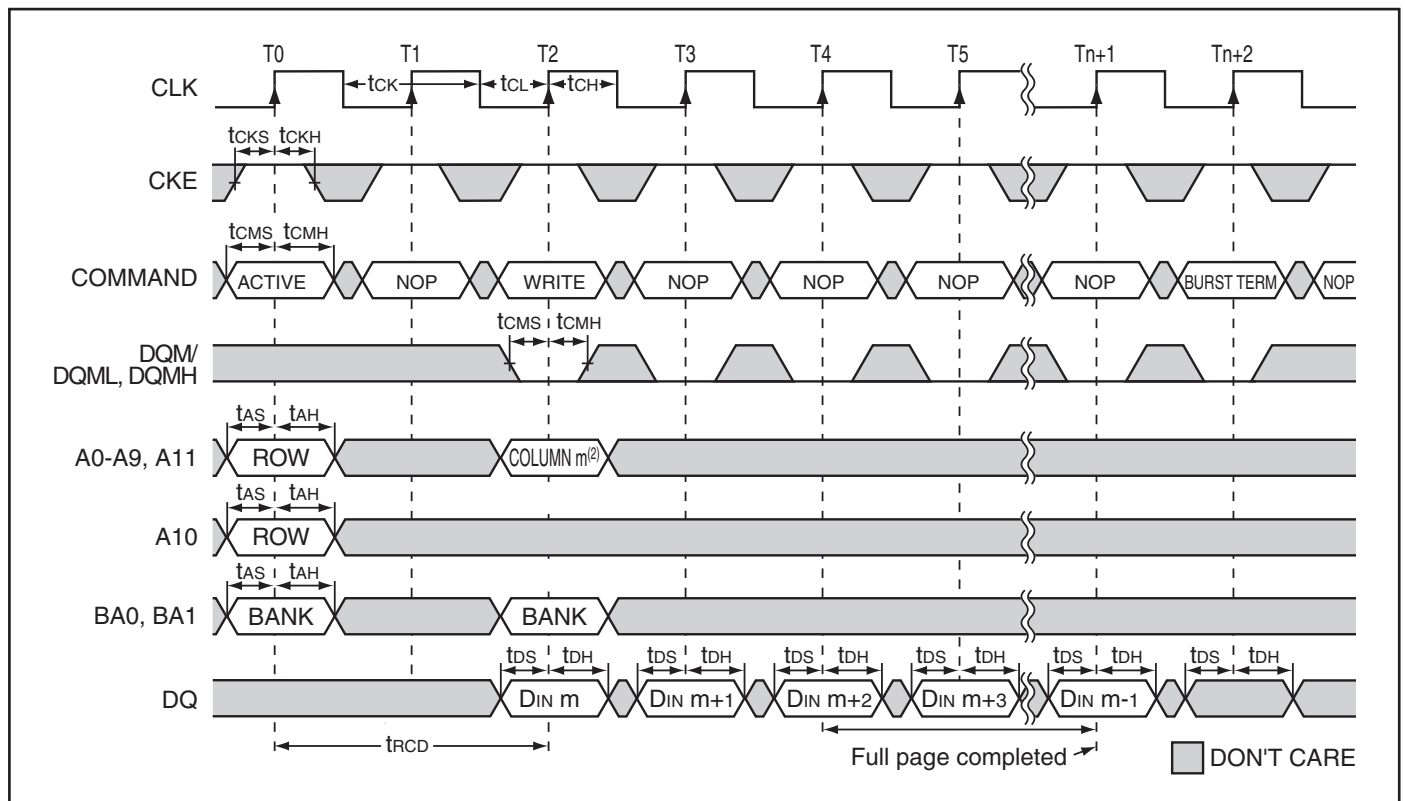 T0 T1 T2 T3 T4 T5 Tn+1 Tn+2
CLK tCK tCL tCH
tCKS tCKH
CKE
tCMS tCMH
COMMAND ACTIVE NOP WRITE NOP NOP NOP NOP BURST TERM NOP
tCMS tCMH
DQM/
DQML, DQMH
tAS tAH
A0-A9, A11 ROW COLUMN m(2)
tAS tAH
A10 ROW
tAS tAH
BA0, BA1 BANK BANK
tDS tDH tDS tDH tDS tDH tDS tDH tDS tDH tDS tDH
DQ DIN m DIN m+1 DIN m+2 DIN m+3 DIN m-1
tRCD
Full page completed
DON'T CARE